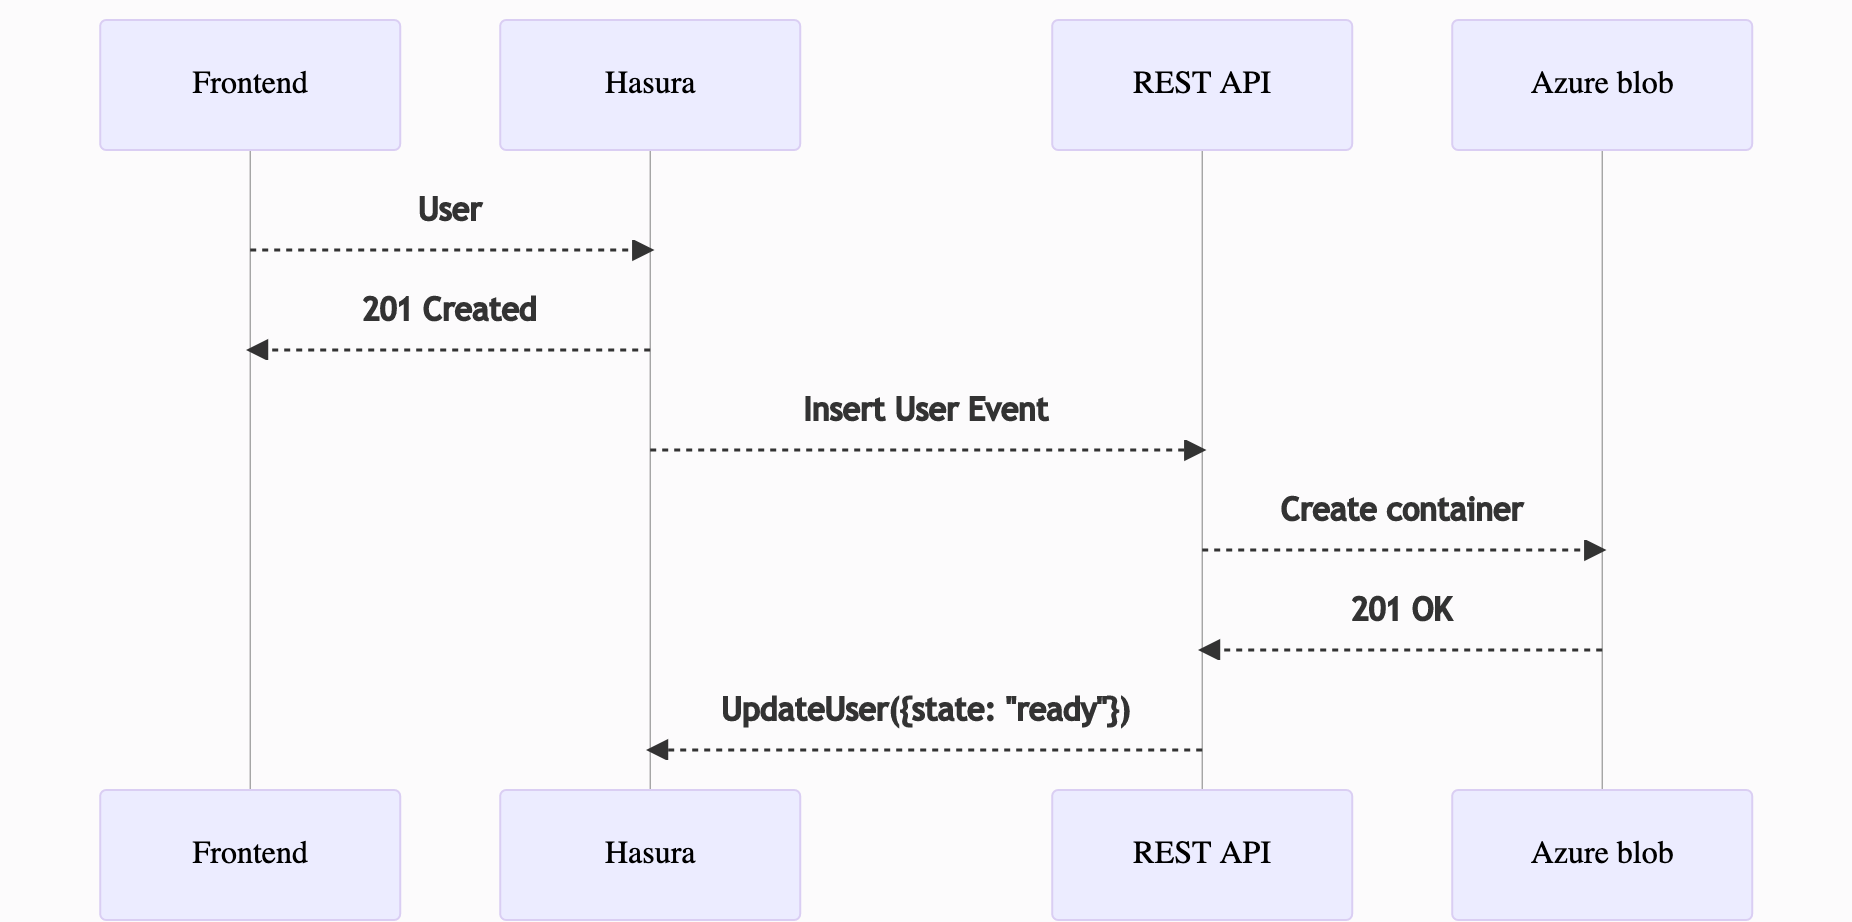 Frontend
Hasura
REST API
Azure blob
User
201 Created
Insert User Event
Create container
201 OK
UpdateUser({state: "ready"})
Frontend
Hasura
REST API
Azure blob